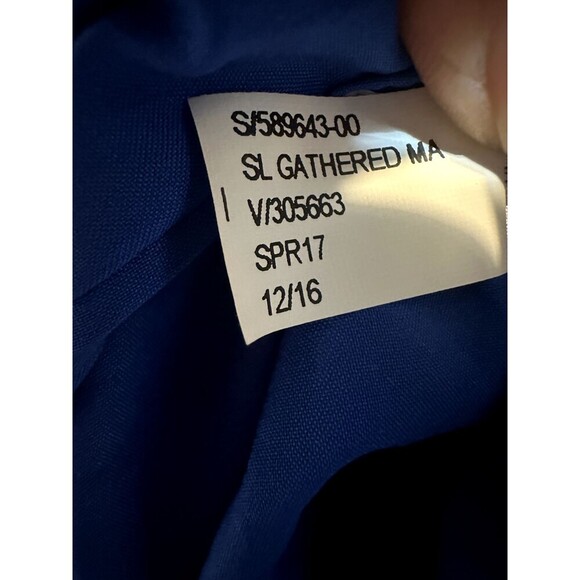 S/589643-00
SL GATHERED MA
V/305663
SPR17
12/16